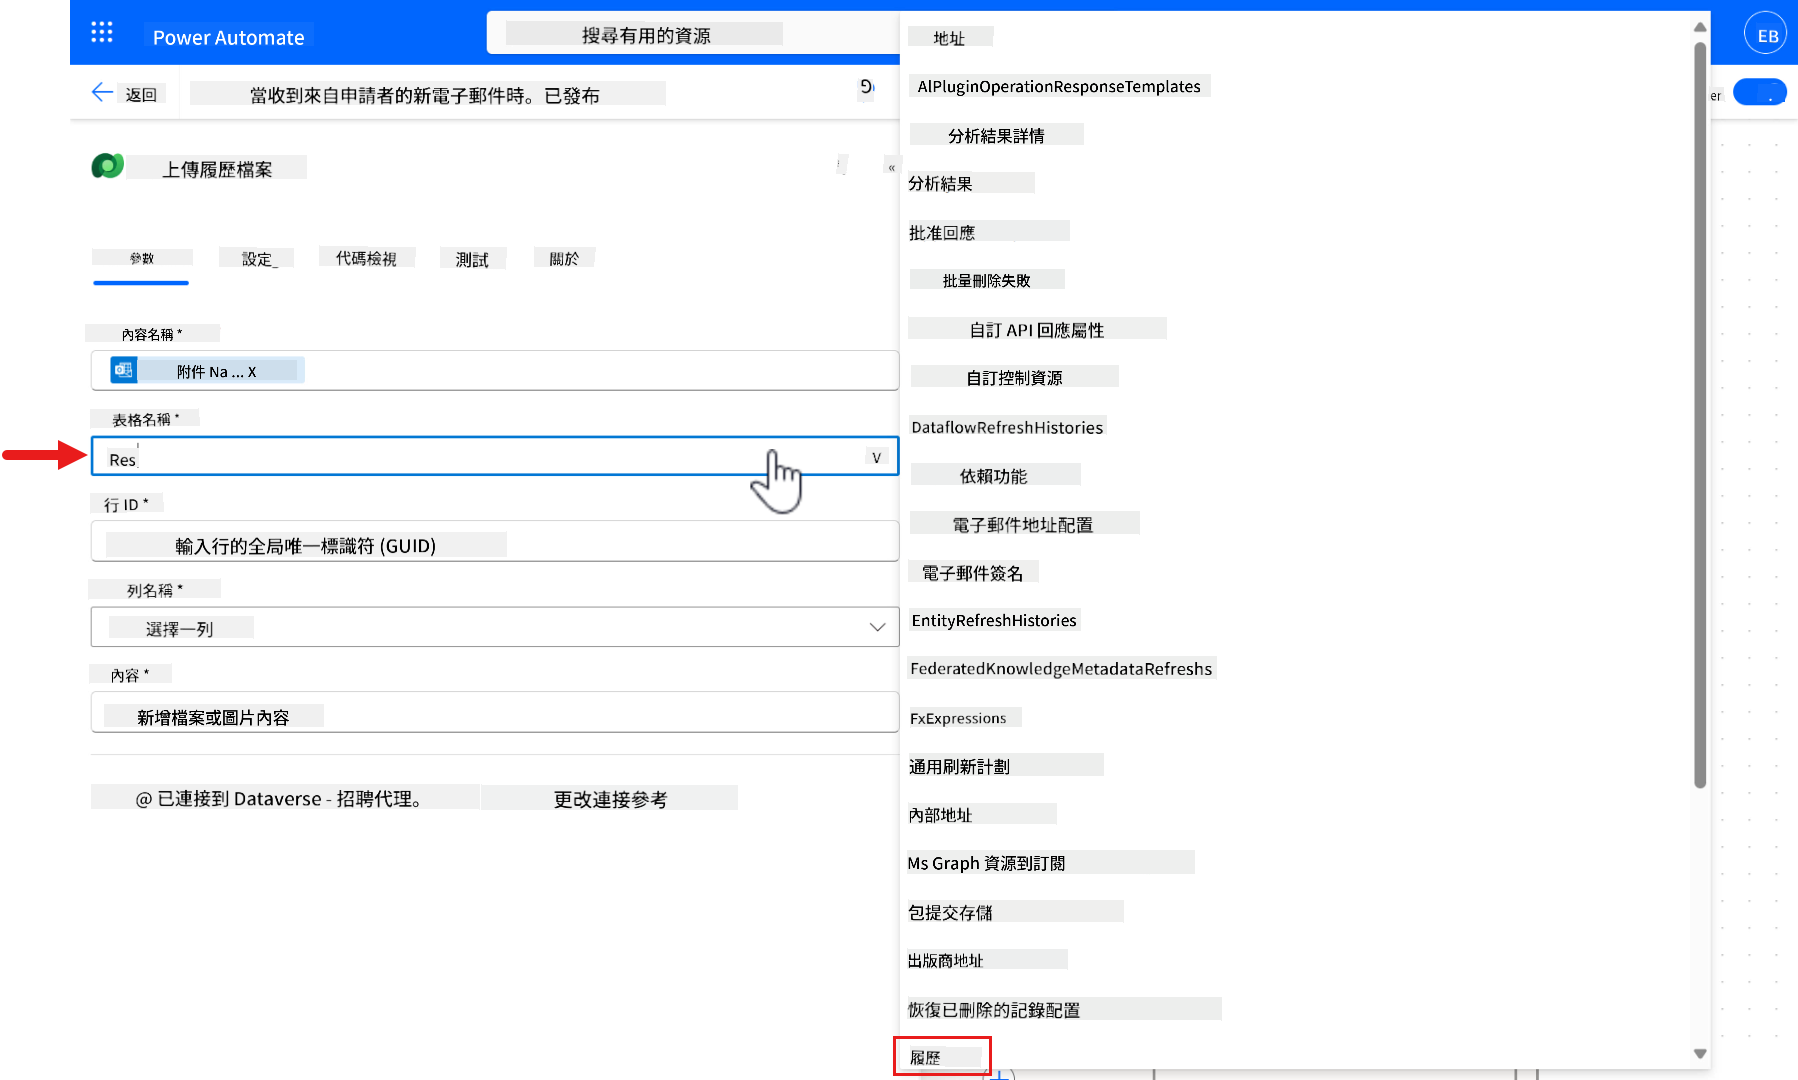 Power Automate
搜尋有用的資源
EB
返回
當收到來自申請者的新電子郵件時。已發布
er
上傳履歷檔案
«
參數
設定_
代碼檢視
測試
關於
內容名稱 *
附件 Na ... X
表格名稱 *
Res
V
行 ID *
輸入行的全局唯一標識符 (GUID)
列名稱 *
選擇一列
內容 *
新增檔案或圖片內容
@ 已連接到 Dataverse - 招聘代理。
更改連接參考
地址
AlPluginOperationResponseTemplates
分析結果詳情
分析結果
批准回應
批量刪除失敗
自訂 API 回應屬性
自訂控制資源
DataflowRefreshHistories
依賴功能
電子郵件地址配置
電子郵件簽名
EntityRefreshHistories
FederatedKnowledgeMetadataRefreshs
FxExpressions
通用刷新計劃
內部地址
Ms Graph 資源到訂閱
包提交存儲
出版商地址
恢復已刪除的記錄配置
履歷